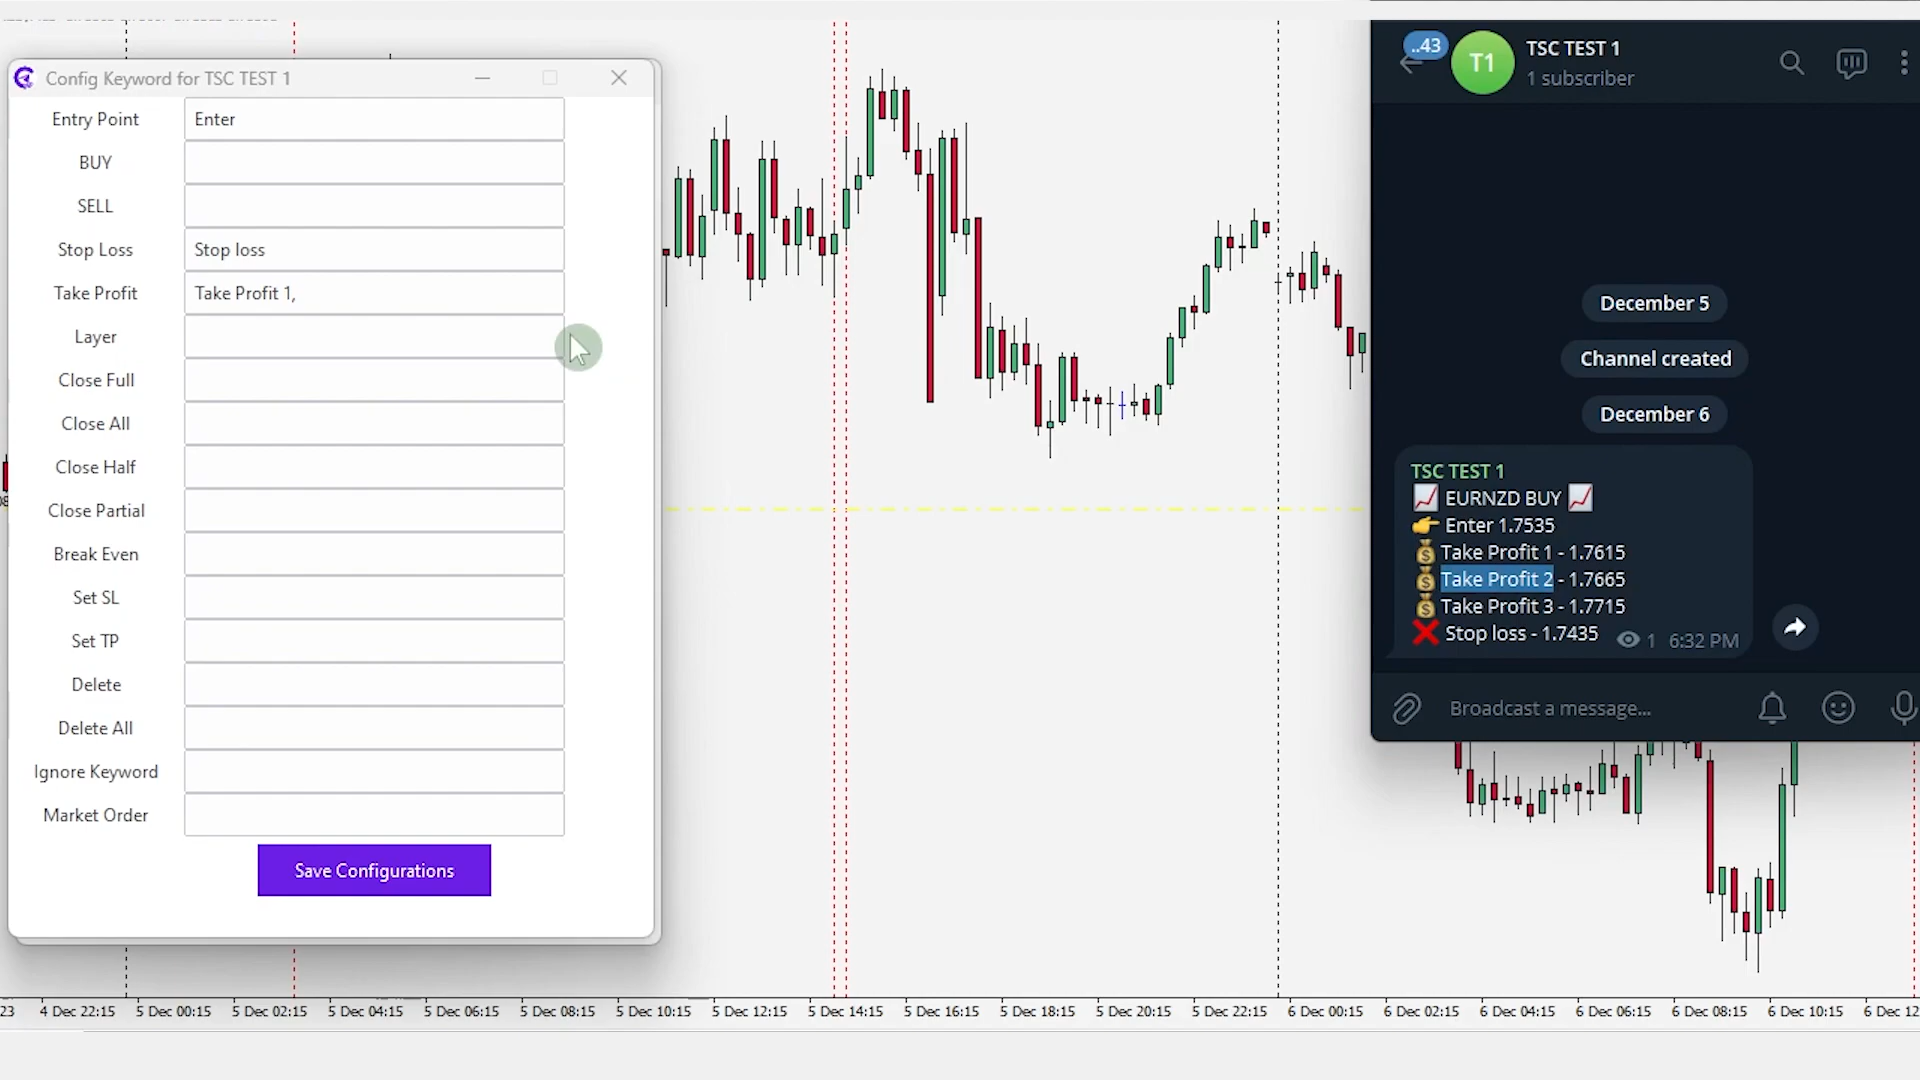 Config Keyword for TSC TEST 1
Entry Point
Enter
BUY
SELL
Stop Loss
Stop loss
Take Profit
Take Profit 1,
Layer
Close Full
Close All
Close Half
Close Partial
Break Even
Set SL
Set TP
Delete
Delete All
Ignore Keyword
Market Order
Save Configurations
..43
T1
TSC TEST 1
1 subscriber
December 5
Channel created
December 6
TSC TEST 1
EURNZD BUY
Enter 1.7535
Take Profit 1 - 1.7615
Take Profit 2 - 1.7665
Take Profit 3 - 1.7715
Stop loss - 1.7435
1 6:32 PM
Broadcast a message...
23 4 Dec 22:15 5 Dec 00:15 5 Dec 02:15 5 Dec 04:15 5 Dec 06:15 5 Dec 08:15 5 Dec 10:15 5 Dec 12:15 5 Dec 14:15 5 Dec 16:15 5 Dec 18:15 5 Dec 20:15 5 Dec 22:15 6 Dec 00:15 6 Dec 02:15 6 Dec 04:15 6 Dec 06:15 6 Dec 08:15 6 Dec 10:15 6 Dec 12